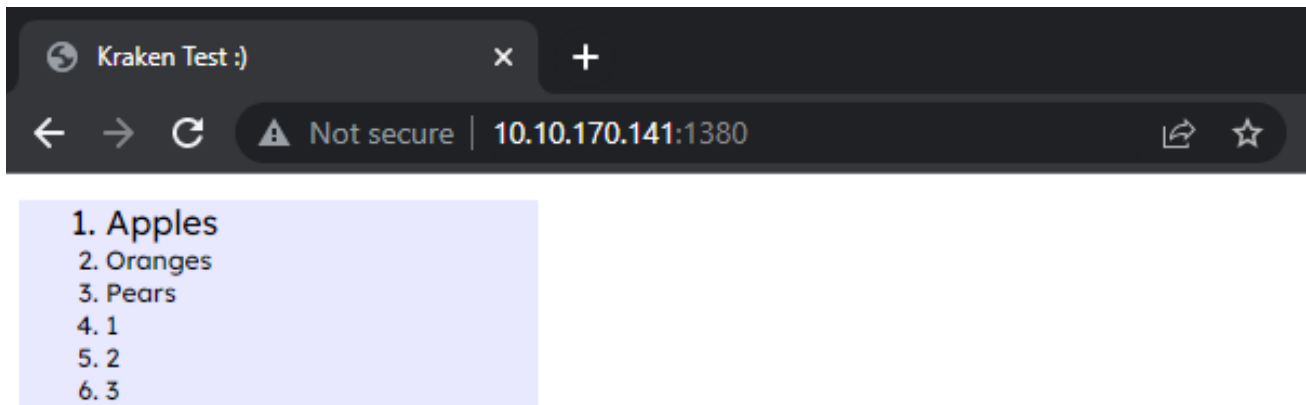 Kraken Test :)
Not secure | 10.10.170.141:1380
1. Apples
2. Oranges
3. Pears
4. 1
5. 2
6. 3